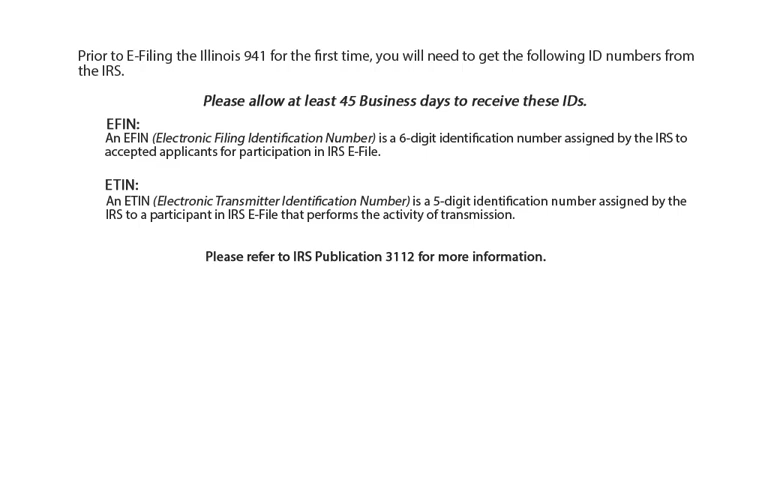 Prior to E-Filing the Illinois 941 for the first time, you will need to get the following ID numbers from
the IRS.
Please allow at least 45 Business days to receive these IDs.
EFIN:
An EFIN (Electronic Filing Identification Number) is a 6-digit identification number assigned by the IRS to
accepted applicants for participation in IRS E-File.
ETIN:
An ETIN (Electronic Transmitter Identification Number) is a 5-digit identification number assigned by the
IRS to a participant in IRS E-File that performs the activity of transmission.
Please refer to IRS Publication 3112 for more information.